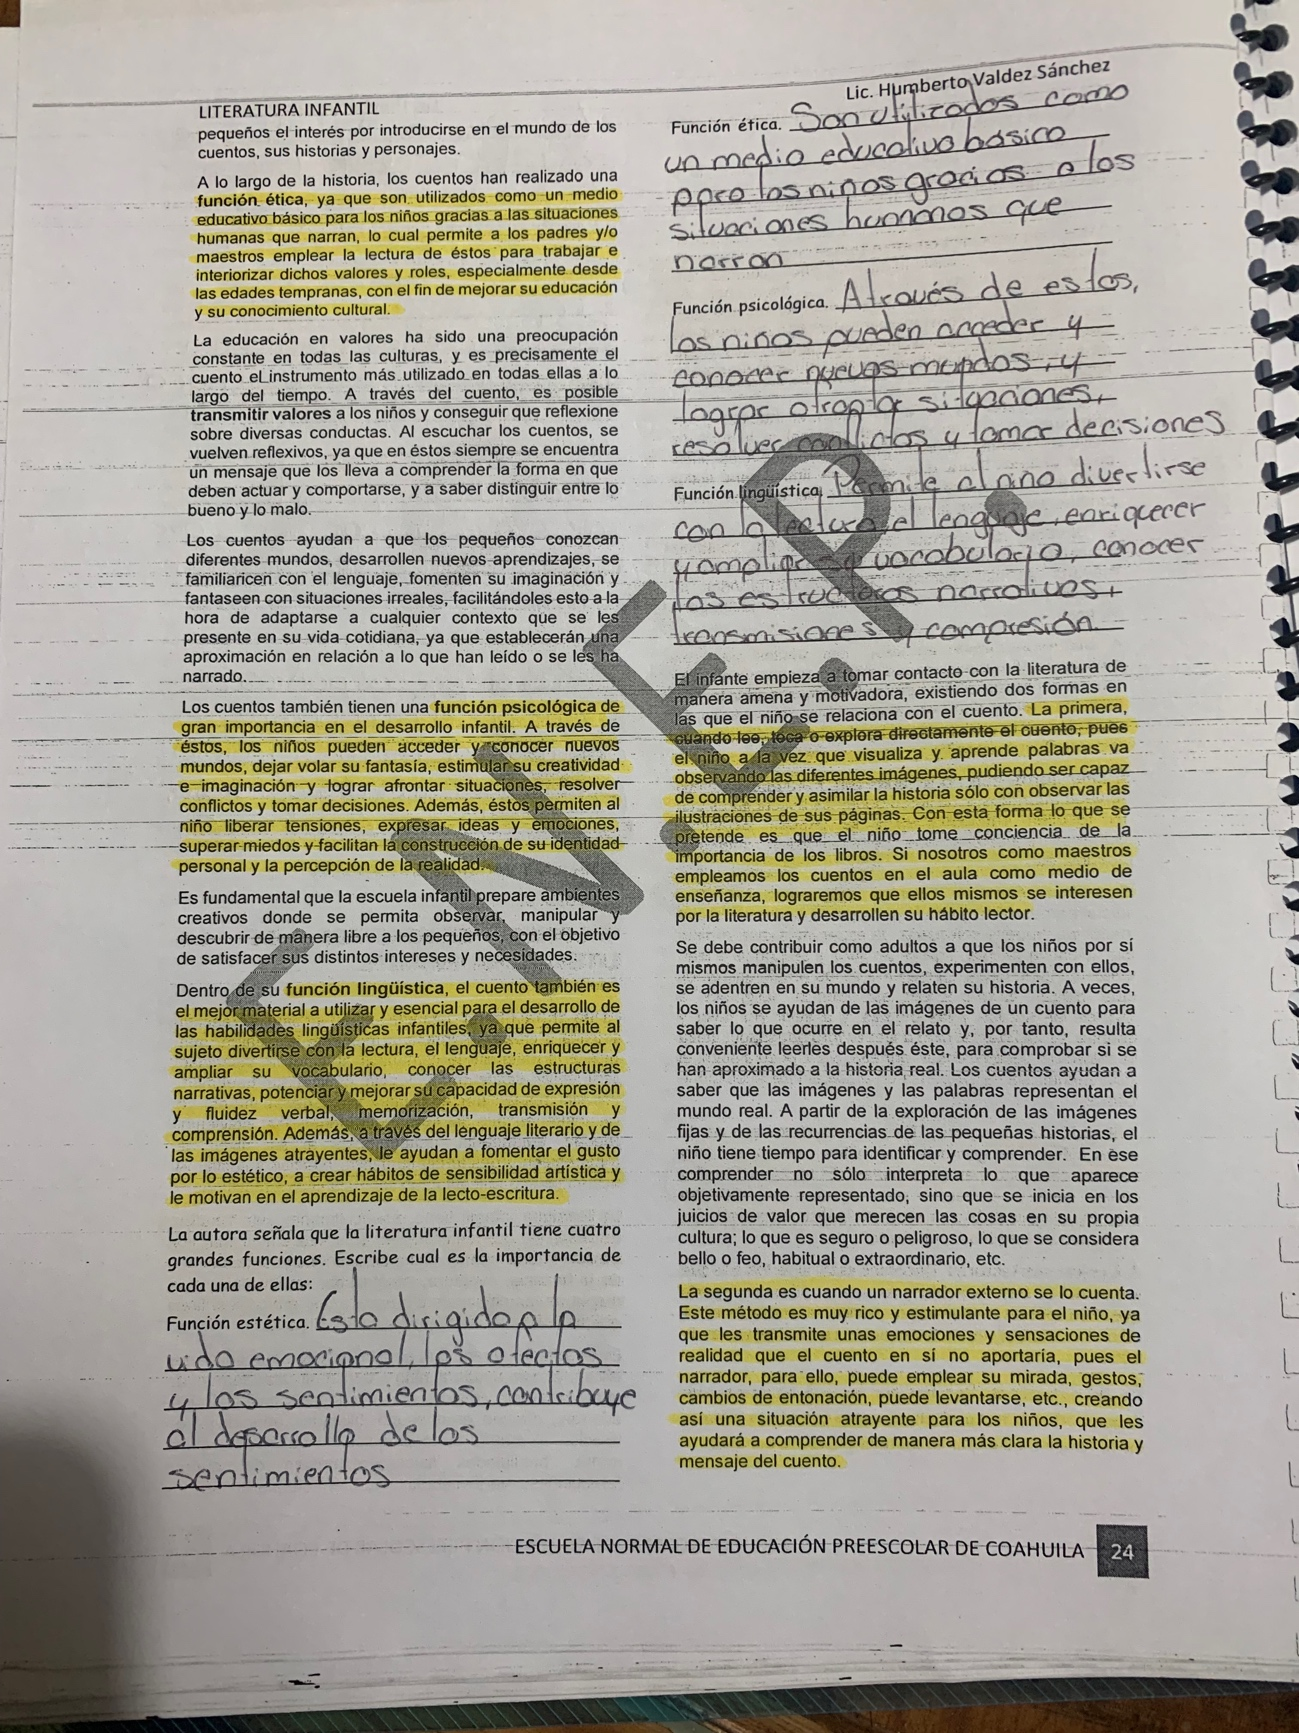 LITERATURA INFANTIL
Lic. Humberto Valdez Sánchez
pequeños el interés por introducirse en el mundo de los
cuentos, sus historias y personajes.
A lo largo de la historia, los cuentos han realizado una
función ética, ya que son utilizados como un medio
educativo básico para los niños gracias a las situaciones
humanas que narran, lo cual permite a los padres y/o
maestros emplear la lectura de éstos para trabajar e
interiorizar dichos valores y roles, especialmente desde
las edades tempranas, con el fin de mejorar su educación
y su conocimiento cultural.
La educación en valores ha sido una preocupación
constante en todas las culturas, y es precisamente el
cuento el instrumento más utilizado en todas ellas a lo
largo del tiempo. A través del cuento, es posible
transmitir valores a los niños y conseguir que reflexione
sobre diversas conductas. Al escuchar los cuentos, se
vuelven reflexivos, ya que en éstos siempre se encuentra
un mensaje que los lleva a comprender la forma en que
deben actuar y comportarse, y a saber distinguir entre lo
bueno y lo malo.
Los cuentos ayudan a que los pequeños conozcan
diferentes mundos, desarrollen nuevos aprendizajes, se
familiaricen con el lenguaje, fomenten su imaginación y
fantaseen con situaciones irreales, facilitándoles esto a la
hora de adaptarse a cualquier contexto que se les
presente en su vida cotidiana, ya que establecerán una
aproximación en relación a lo que han leído o se les ha
narrado.
Los cuentos también tienen una función psicológica de
gran importancia en el desarrollo infantil. A través de
éstos, los niños pueden acceder y conocer nuevos
mundos, dejar volar su fantasía, estimular su creatividad
e imaginación y lograr afrontar situaciones, resolver
conflictos y tomar decisiones. Además, éstos permiten al
niño liberar tensiones, expresar ideas y emociones,
superar miedos y facilitan la construcción de su identidad
personal y la percepción de la realidad.
Es fundamental que la escuela infantil prepare ambientes
creativos donde se permita observar, manipular y
descubrir de manera libre a los pequeños, con el objetivo
de satisfacer sus distintos intereses y necesidades.
Dentro de su función lingüística, el cuento también es
el mejor material a utilizar y esencial para el desarrollo de
las habilidades lingüísticas infantiles, ya que permite al
sujeto divertirse con la lectura, el lenguaje, enriquecer y
ampliar su vocabulario, conocer las estructuras
narrativas, potenciar y mejorar su capacidad de expresión
y fluidez verbal, memorización, transmisión y
comprensión. Además, a través del lenguaje literario y de
las imágenes atrayentes, le ayudan a fomentar el gusto
por lo estético, a crear hábitos de sensibilidad artística y
le motivan en el aprendizaje de la lecto-escritura.
La autora señala que la literatura infantil tiene cuatro
grandes funciones. Escribe cual es la importancia de
cada una de ellas:
Función estética. Esta dirigida a la
vida emocional, los afectos
y los sentimientos, contribuye
al desarrollo de los
sentimientos
Función ética. Son utilizados como
un medio educativo básico
para los niños gracias a las
situaciones humanas que
narran
Función psicológica. Através de estos,
los niños pueden acceder y
conocer nuevos mundos, y
lograr afrontar situaciones,
resolver conflictos y tomar decisiones
Función lingüística. Permite al niño divertirse
con la lectura, el lenguaje, enriquecer
y ampliar su vocabulario, conocer
las estructuras narrativas,
transmisiones y compresión
El infante empieza a tomar contacto con la literatura de
manera amena y motivadora, existiendo dos formas en
las que el niño se relaciona con el cuento. La primera,
cuando lee, toca o explora directamente el cuento, pues
el niño a la vez que visualiza y aprende palabras va
observando las diferentes imágenes, pudiendo ser capaz
de comprender y asimilar la historia sólo con observar las
ilustraciones de sus páginas. Con esta forma lo que se
pretende es que el niño tome conciencia de la
importancia de los libros. Si nosotros como maestros
empleamos los cuentos en el aula como medio de
enseñanza, lograremos que ellos mismos se interesen
por la literatura y desarrollen su hábito lector.
Se debe contribuir como adultos a que los niños por sí
mismos manipulen los cuentos, experimenten con ellos,
se adentren en su mundo y relaten su historia. A veces,
los niños se ayudan de las imágenes de un cuento para
saber lo que ocurre en el relato y, por tanto, resulta
conveniente leerles después éste, para comprobar si se
han aproximado a la historia real. Los cuentos ayudan a
saber que las imágenes y las palabras representan el
mundo real. A partir de la exploración de las imágenes
fijas y de las recurrencias de las pequeñas historias, el
niño tiene tiempo para identificar y comprender. En ese
comprender no sólo interpreta lo que aparece
objetivamente representado, sino que se inicia en los
juicios de valor que merecen las cosas en su propia
cultura; lo que es seguro o peligroso, lo que se considera
bello o feo, habitual o extraordinario, etc.
La segunda es cuando un narrador externo se lo cuenta.
Este método es muy rico y estimulante para el niño, ya
que les transmite unas emociones y sensaciones de
realidad que el cuento en sí no aportaría, pues el
narrador, para ello, puede emplear su mirada, gestos,
cambios de entonación, puede levantarse, etc., creando
así una situación atrayente para los niños, que les
ayudará a comprender de manera más clara la historia y
mensaje del cuento.
E.N.E.P.
ESCUELA NORMAL DE EDUCACIÓN PREESCOLAR DE COAHUILA 24